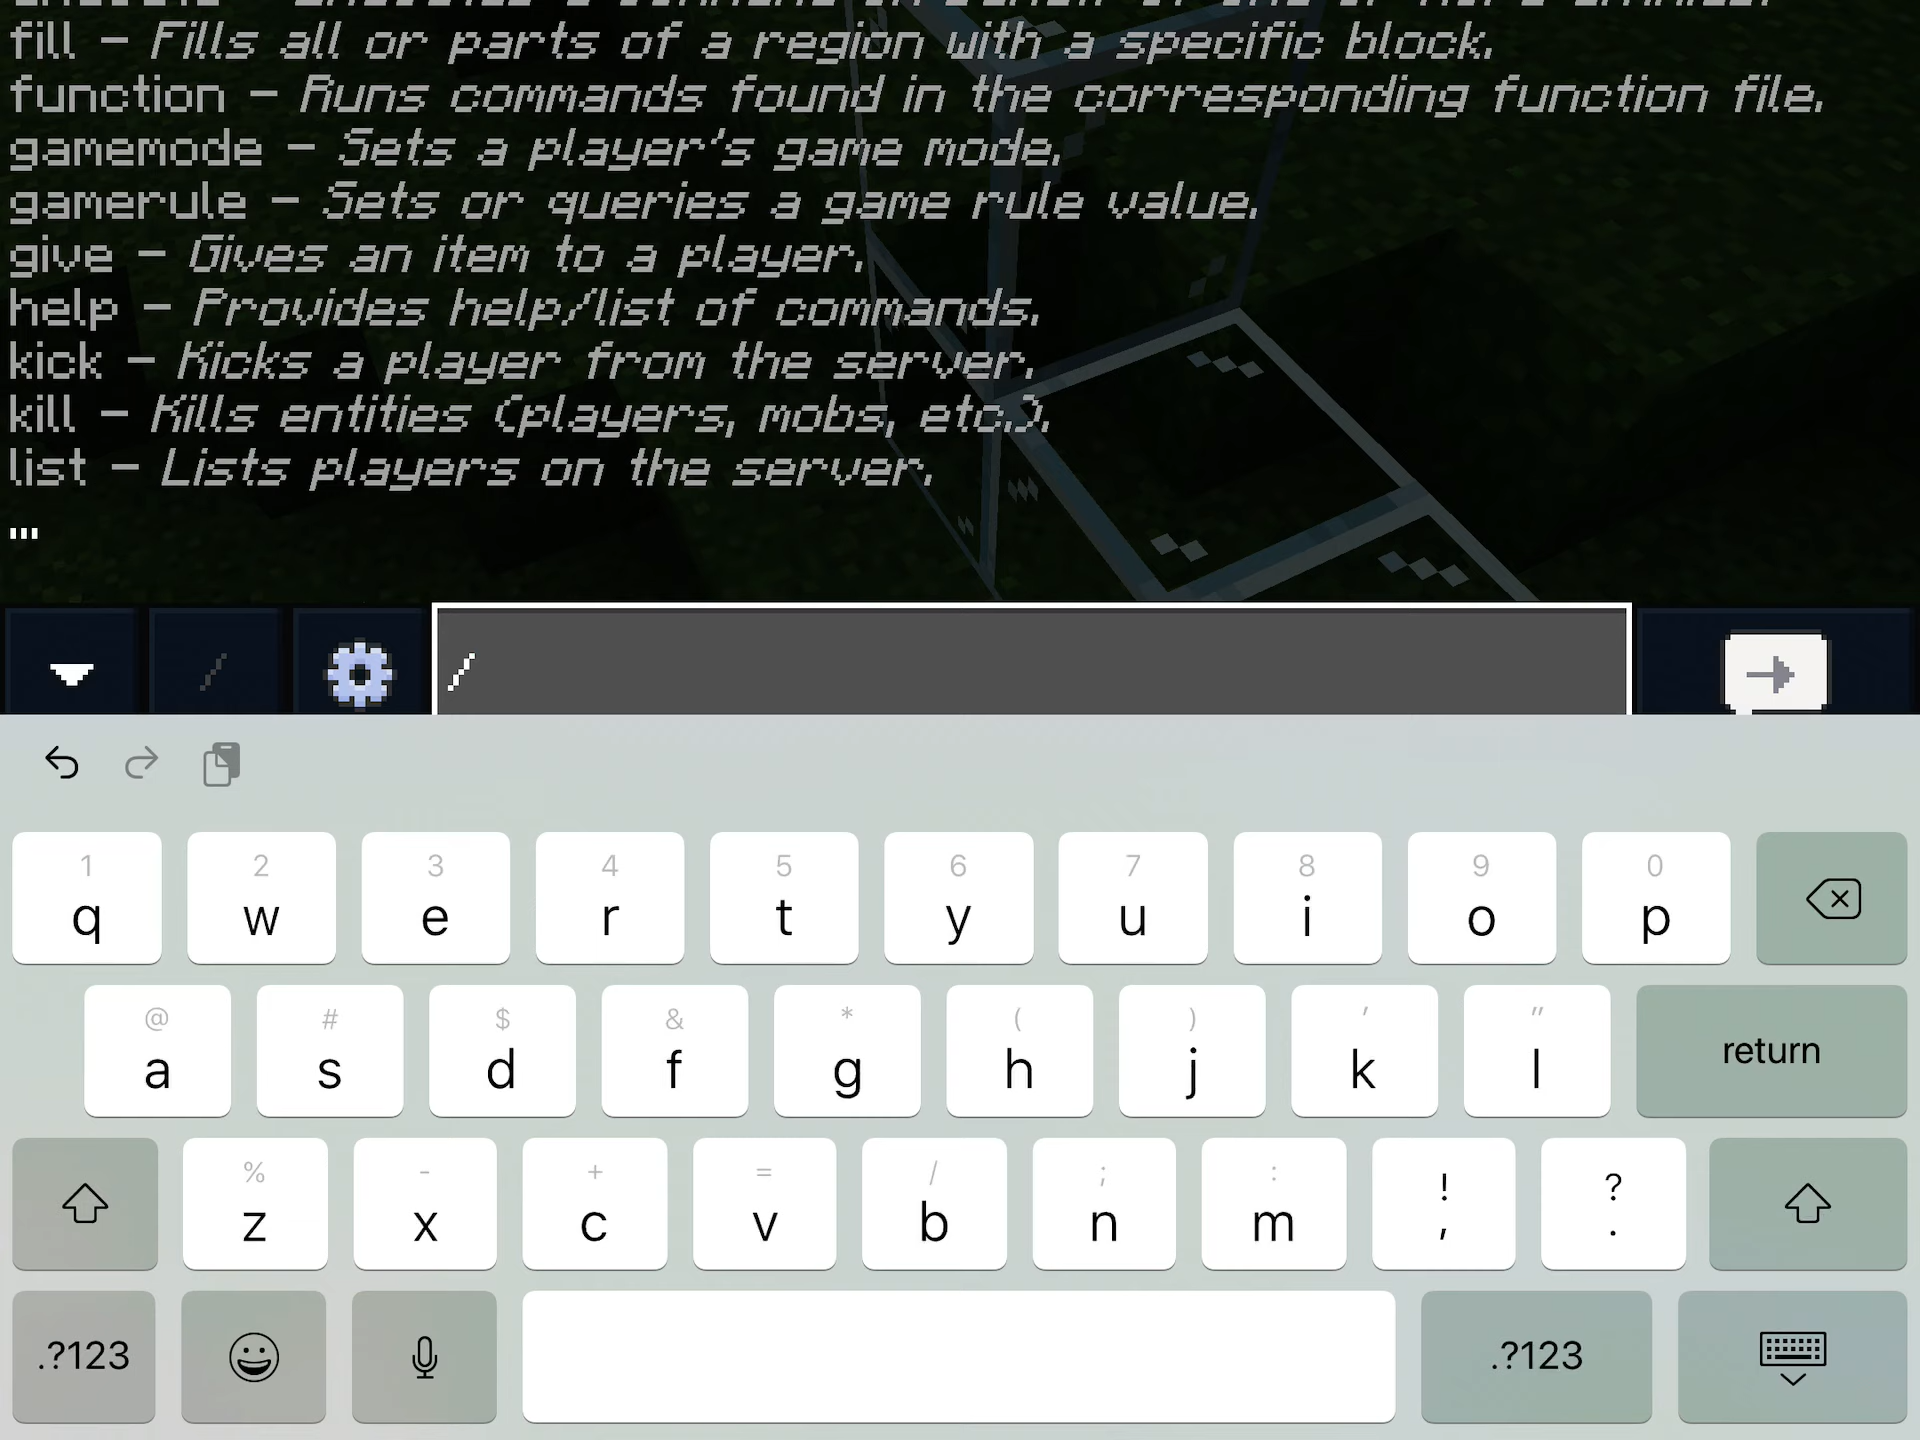 fill – Fills all or parts of a region with a specific block.
function – Runs commands found in the corresponding function file.
gamemode – Sets a player's game mode.
gamerule – Sets or queries a game rule value.
give – Gives an item to a player.
help – Provides help/list of commands.
kick – Kicks a player from the server.
kill – Kills entities (players, mobs, etc.).
list – Lists players on the server.
...
/ /
1 2 3 4 5 6 7 8 9 0
q w e r t y u i o p
@ # $ & * ( ) ' "
a s d f g h j k l return
% - + = / ; : ! ?
z x c v b n m , .
.?123 .?123